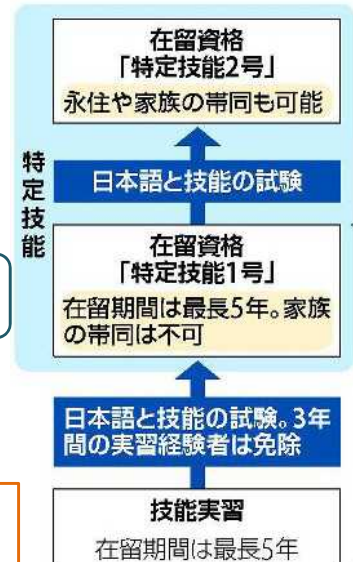 在留資格
「特定技能2号」
永住や家族の帯同も可能
特定技能
日本語と技能の試験
在留資格
「特定技能1号」
在留期間は最長5年。家族
の帯同は不可
日本語と技能の試験。3年
間の実習経験者は免除
技能実習
在留期間は最長5年